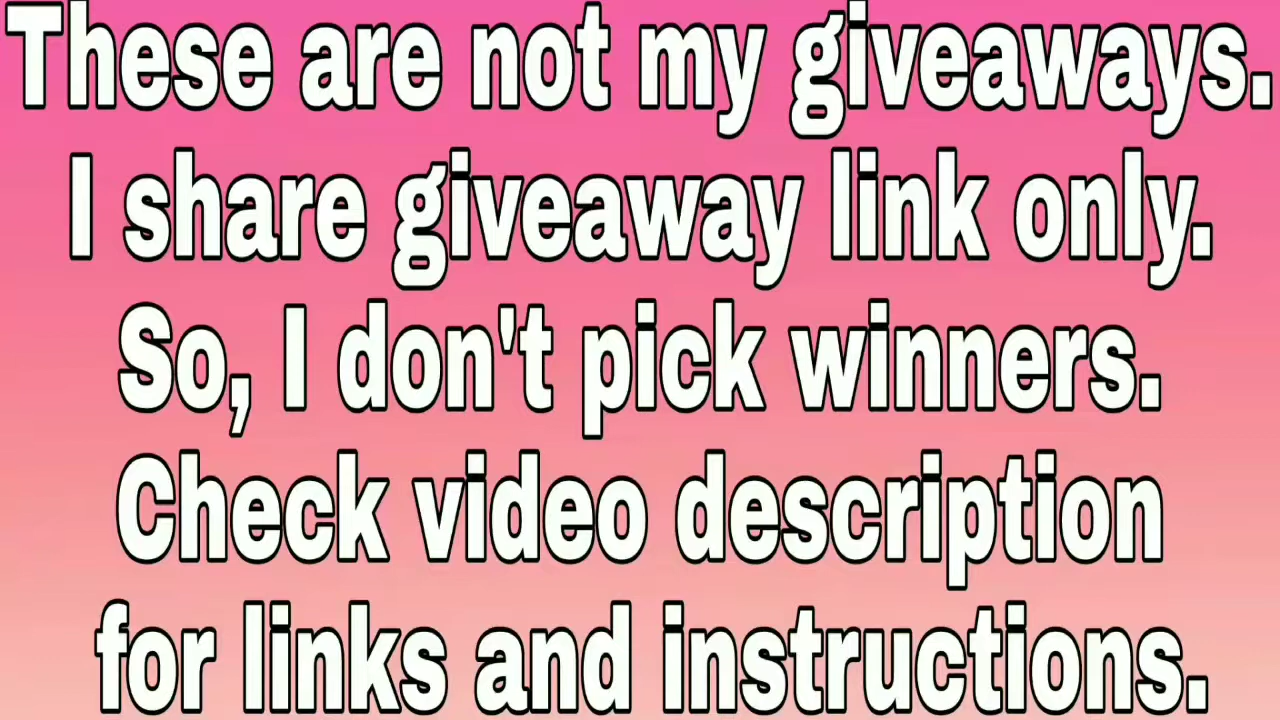 These are not my giveaways.
I share giveaway link only.
So, I don't pick winners.
Check video description
for links and instructions.